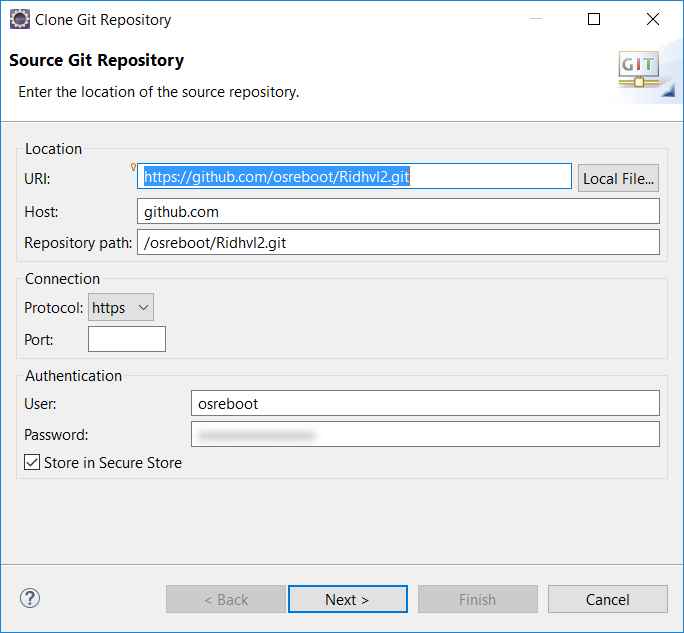 Clone Git Repository
Source Git Repository
GIT
Enter the location of the source repository.
Location
URI: https://github.com/osreboot/Ridhvl2.git Local File...
Host: github.com
Repository path: /osreboot/Ridhvl2.git
Connection
Protocol: https
Port:
Authentication
User: osreboot
Password:
Store in Secure Store
? < Back Next > Finish Cancel